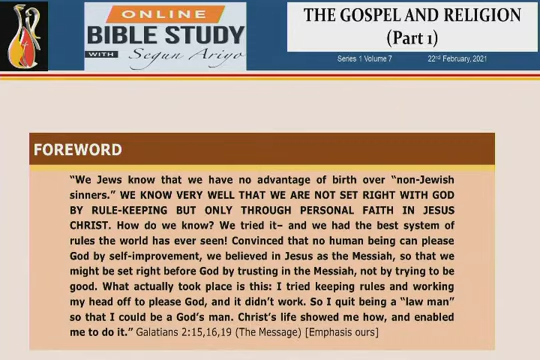 ONLINE
BIBLE STUDY
WITH Segun Ariyo
THE GOSPEL AND RELIGION
(Part 1)
Series 1 Volume 7 22nd February, 2021
FOREWORD
“We Jews know that we have no advantage of birth over “non-Jewish
sinners.” WE KNOW VERY WELL THAT WE ARE NOT SET RIGHT WITH GOD
BY RULE-KEEPING BUT ONLY THROUGH PERSONAL FAITH IN JESUS
CHRIST. How do we know? We tried it– and we had the best system of
rules the world has ever seen! Convinced that no human being can please
God by self-improvement, we believed in Jesus as the Messiah, so that we
might be set right before God by trusting in the Messiah, not by trying to be
good. What actually took place is this: I tried keeping rules and working
my head off to please God, and it didn't work. So I quit being a “law man”
so that I could be a God's man. Christ's life showed me how, and enabled
me to do it.” Galatians 2:15,16,19 (The Message) [Emphasis ours]